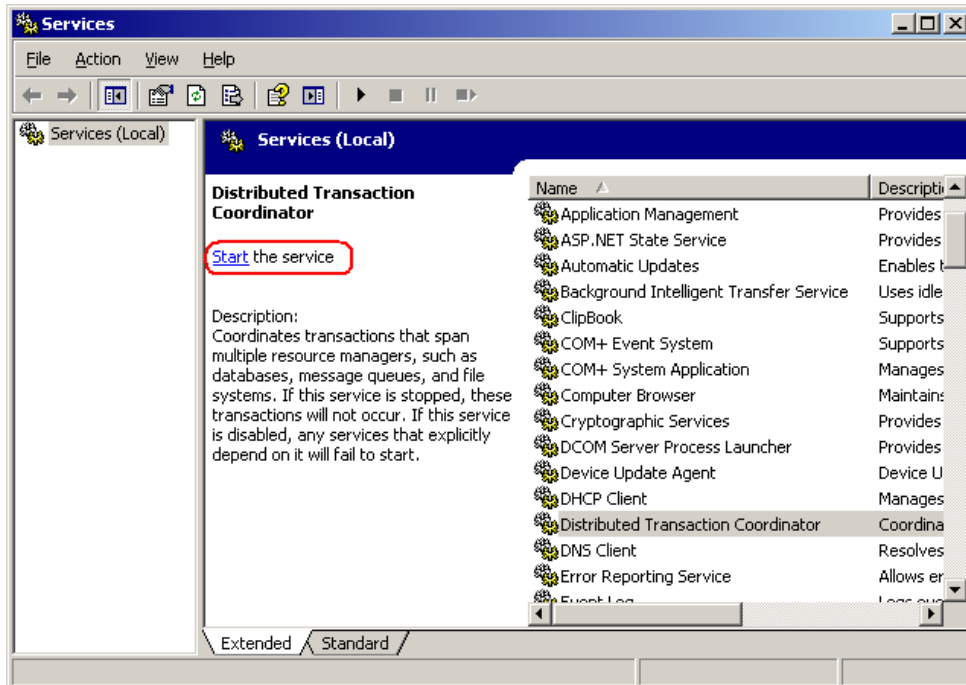 Services
File Action View Help
Services (Local)
Services (Local)
Distributed Transaction
Coordinator
Start the service
Description:
Coordinates transactions that span
multiple resource managers, such as
databases, message queues, and file
systems. If this service is stopped, these
transactions will not occur. If this service
is disabled, any services that explicitly
depend on it will fail to start.
Name Descripti
Application Management Provides
ASP.NET State Service Provides
Automatic Updates Enables t
Background Intelligent Transfer Service Uses idle
ClipBook Supports
COM+ Event System Supports
COM+ System Application Manages
Computer Browser Maintains
Cryptographic Services Provides
DCOM Server Process Launcher Provides
Device Update Agent Device U
DHCP Client Manages
Distributed Transaction Coordinator Coordina
DNS Client Resolves
Error Reporting Service Allows er
Event Log Logs eve
Extended Standard